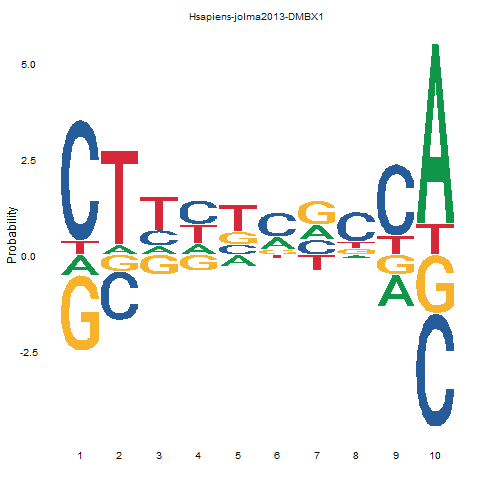 Hsapiens-jolma2013-DMBX1
Probability
5.0
2.5
0.0
-2.5
C T A G
T A G C
T C A G
C T A G
T G C A
C A G T
G A C T
C T G A
C T G A
A T G C
1 2 3 4 5 6 7 8 9 10